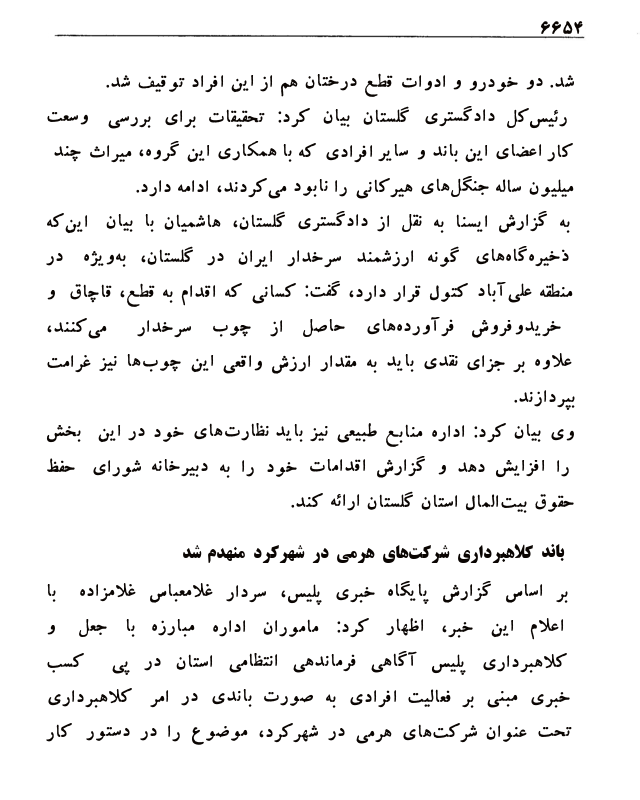 ۶۶۵۴
شد. دو خودرو و ادوات قطع درختان هم از این افراد توقیف شد.
رئیس‌کل دادگستری گلستان بیان کرد: تحقیقات برای بررسی وسعت
کار اعضای این باند و سایر افرادی که با همکاری این گروه، میراث چند
میلیون ساله جنگل‌های هیرکانی را نابود می‌کردند، ادامه دارد.
به گزارش ایسنا به نقل از دادگستری گلستان، هاشمیان با بیان این‌که
ذخیره‌گاه‌های گونه ارزشمند سرخدار ایران در گلستان، به‌ویژه در
منطقه علی‌آباد کتول قرار دارد، گفت: کسانی که اقدام به قطع، قاچاق و
خریدوفروش فرآورده‌های حاصل از چوب سرخدار می‌کنند،
علاوه بر جزای نقدی باید به مقدار ارزش واقعی این چوب‌ها نیز غرامت
بپردازند.
وی بیان کرد: اداره منابع طبیعی نیز باید نظارت‌های خود در این بخش
را افزایش دهد و گزارش اقدامات خود را به دبیرخانه شورای حفظ
حقوق بیت‌المال استان گلستان ارائه کند.
باند کلاهبرداری شرکت‌های هرمی در شهرکرد منهدم شد
بر اساس گزارش پایگاه خبری پلیس، سردار غلامعباس غلامزاده با
اعلام این خبر، اظهار کرد: ماموران اداره مبارزه با جعل و
کلاهبرداری پلیس آگاهی فرماندهی انتظامی استان در پی کسب
خبری مبنی بر فعالیت افرادی به صورت باندی در امر کلاهبرداری
تحت عنوان شرکت‌های هرمی در شهرکرد، موضوع را در دستور کار